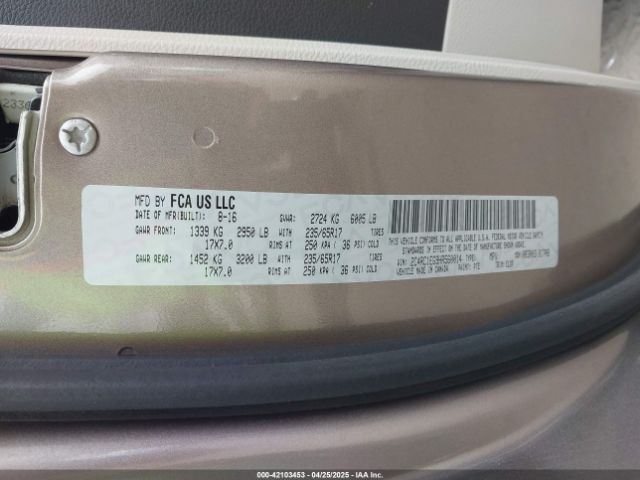 MFD BY FCA US LLC
DATE OF MFR(BUILT): 8-16 GVWR: 2724 KG 6005 LB
GAWR FRONT: 1339 KG 2950 LB WITH 235/65R17 TIRES
17X7.0 RIMS AT 250 KPA ( 36 PSI) COLD
GAWR REAR: 1452 KG 3200 LB WITH 235/65R17 TIRES
17X7.0 RIMS AT 250 KPA ( 36 PSI) COLD
THIS VEHICLE CONFORMS TO ALL APPLICABLE U.S.A. FEDERAL MOTOR VEHICLE SAFETY
STANDARDS IN EFFECT ON THE DATE OF MANUFACTURE SHOWN ABOVE.
VIN: TYPE: MPV
VEHICLE MADE IN CANADA PAINT:
000-42103453 04/25/2025 IAA, INC.